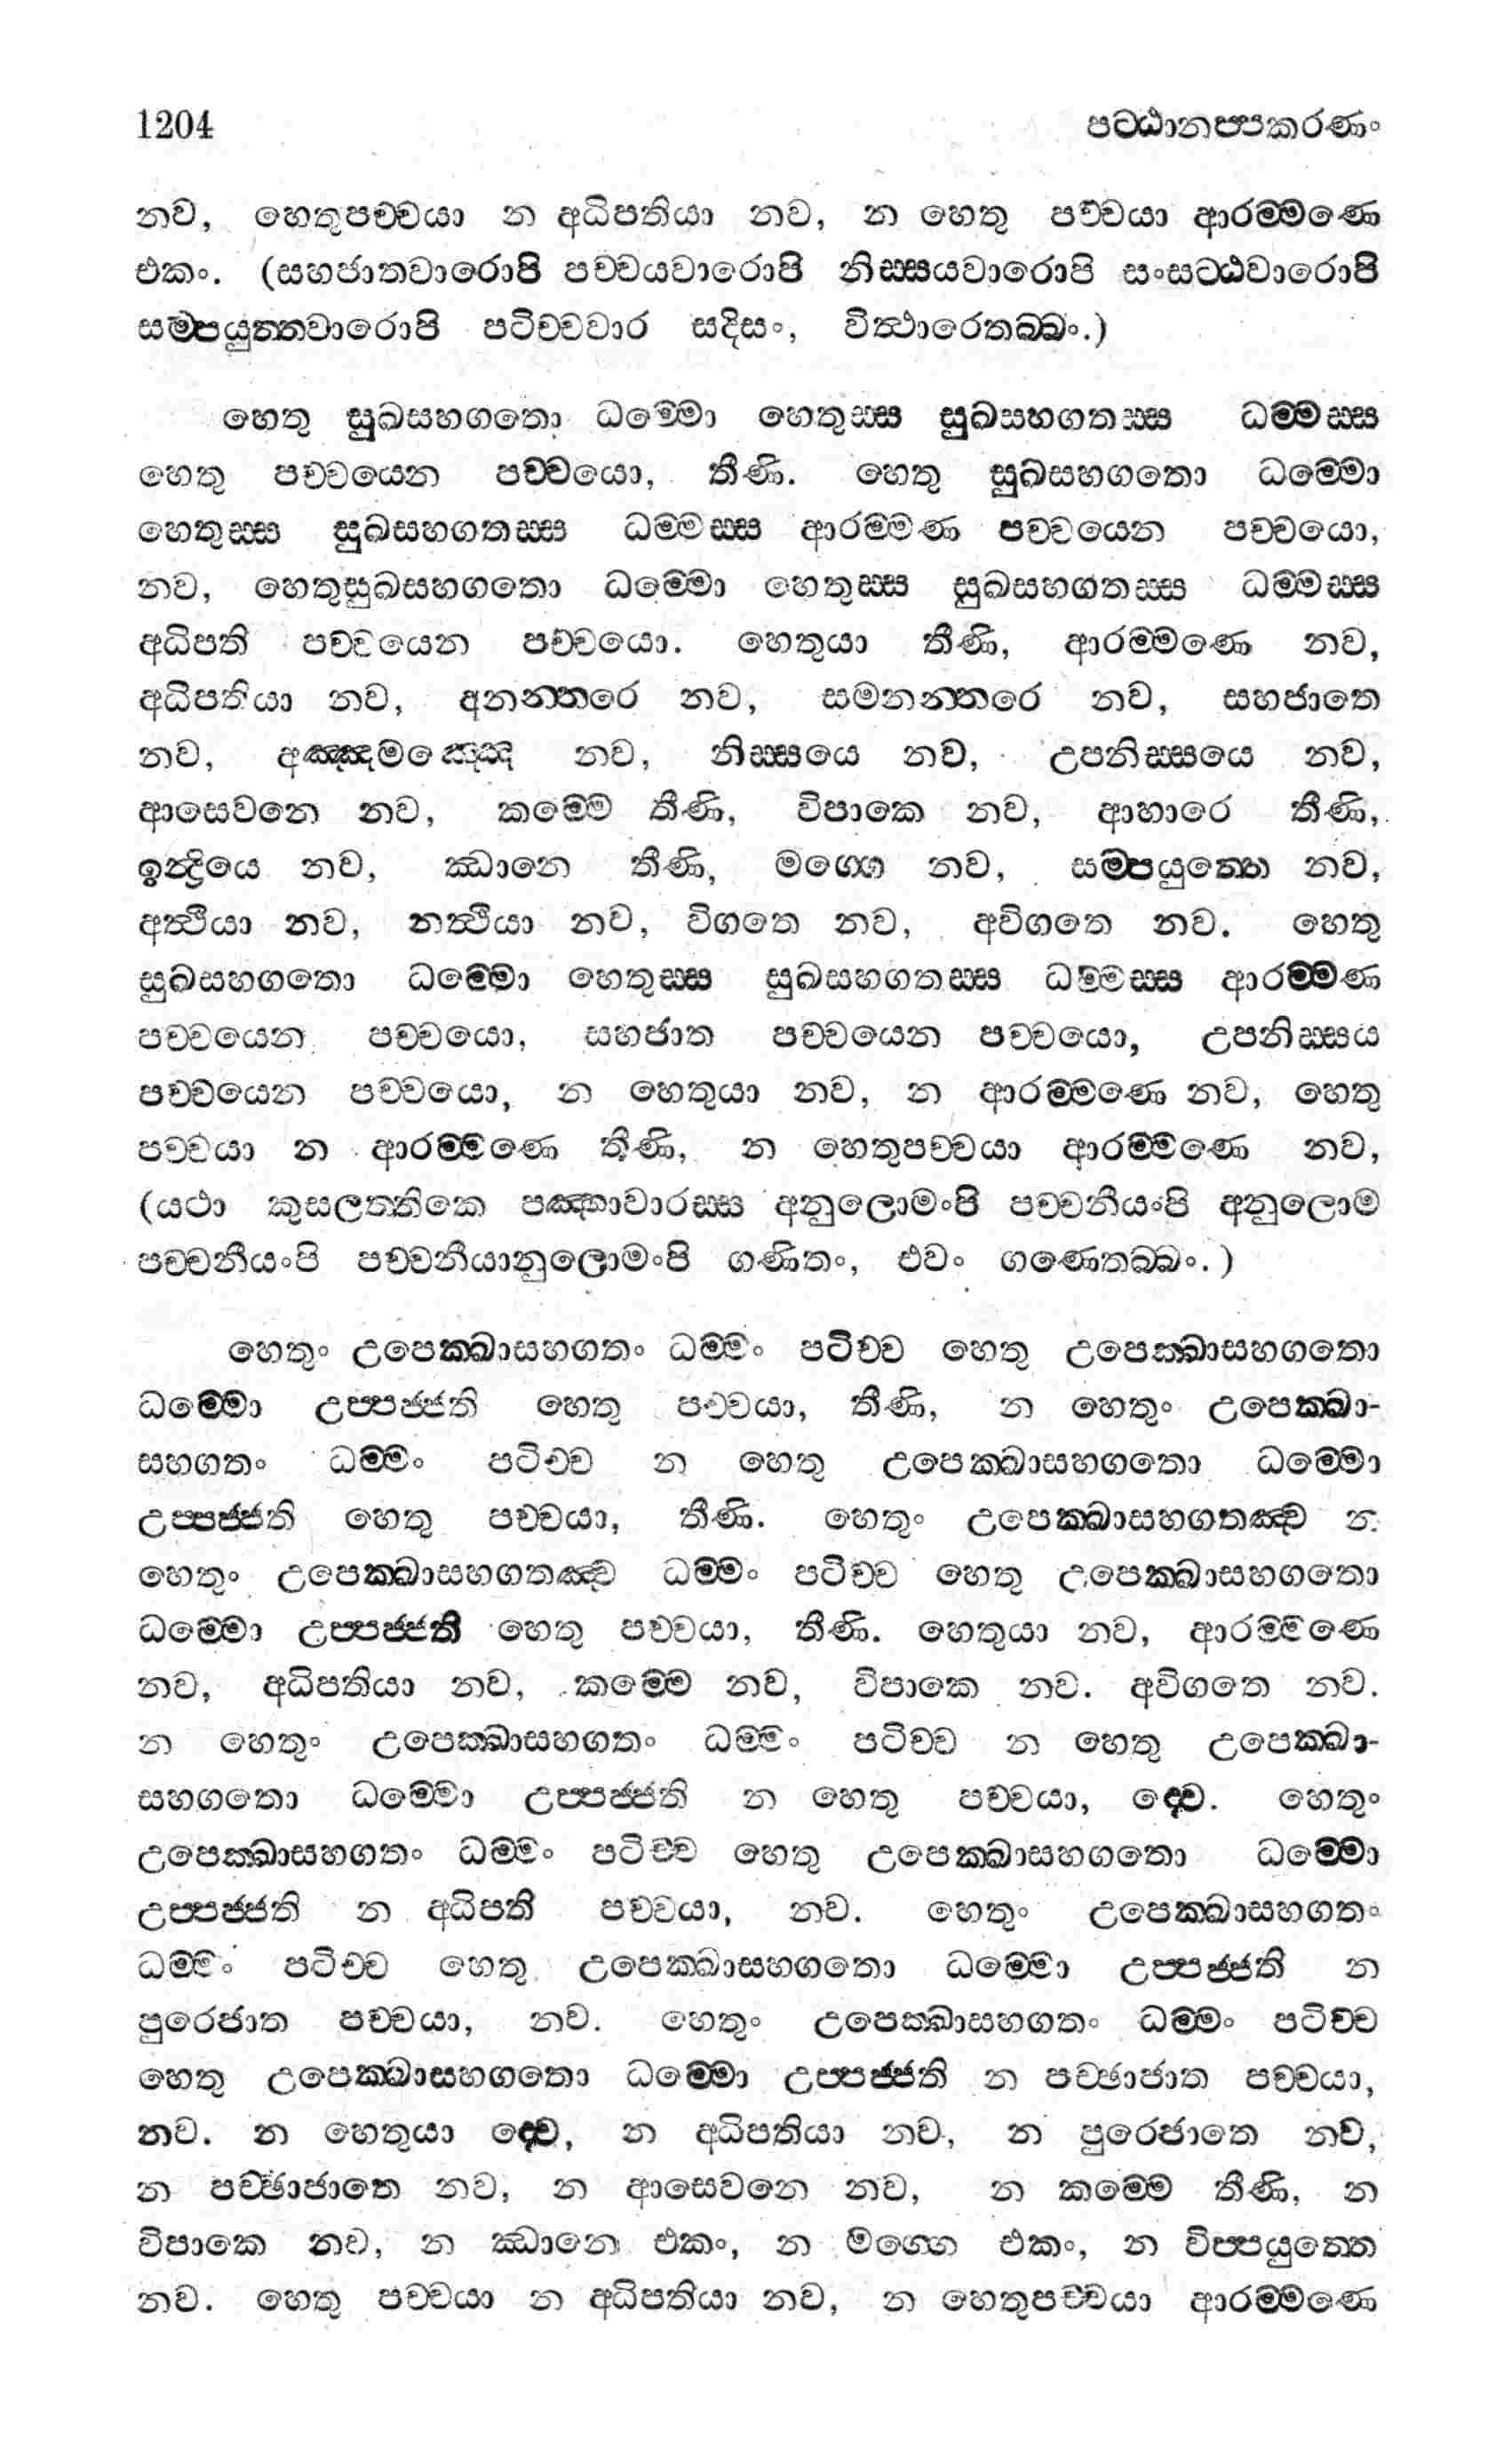 1204 පට්ඨානප්පකරණං
නව, හෙතුපච්චයා න අධිපතියා නව, න හෙතු පච්චයා ආරම්මණෙ
එකං. (සහජාතවාරොපි පච්චයවාරොපි නිස්සයවාරොපි සංසට්ඨවාරොපි
සම්පයුත්තවාරොපි පටිච්චවාර සදිසං, විත්ථාරෙතබ්බං.)
හෙතු සුඛසහගතො ධම්මො හෙතුස්ස සුඛසහගතස්ස ධම්මස්ස
හෙතු පච්චයෙන පච්චයො, තීණි. හෙතු සුඛසහගතො ධම්මො
හෙතුස්ස සුඛසහගතස්ස ධම්මස්ස ආරම්මණ පච්චයෙන පච්චයො,
නව, හෙතුසුඛසහගතො ධම්මො හෙතුස්ස සුඛසහගතස්ස ධම්මස්ස
අධිපති පච්චයෙන පච්චයො. හෙතුයා තීණි, ආරම්මණෙ නව,
අධිපතියා නව, අනන්තරෙ නව, සමනන්තරෙ නව, සහජාතෙ
නව, අඤ්ඤමඤ්ඤෙ නව, නිස්සයෙ නව, උපනිස්සයෙ නව,
ආසෙවනෙ නව, කම්මෙ තීණි, විපාකෙ නව, ආහාරෙ තීණි,
ඉන්ද්‍රියෙ නව, ඣානෙ තීණි, මග්ගෙ නව, සම්පයුත්තෙ නව,
අත්ථියා නව, නත්ථියා නව, විගතෙ නව, අවිගතෙ නව. හෙතු
සුඛසහගතො ධම්මො හෙතුස්ස සුඛසහගතස්ස ධම්මස්ස ආරම්මණ
පච්චයෙන පච්චයො, සහජාත පච්චයෙන පච්චයො, උපනිස්සය
පච්චයෙන පච්චයො, න හෙතුයා නව, න ආරම්මණෙ නව, හෙතු
පච්චයා න ආරම්මණෙ තීණි, න හෙතුපච්චයා ආරම්මණෙ නව,
(යථා කුසලත්තිකෙ පඤ්හාවාරස්ස අනුලොමංපි පච්චනීයංපි අනුලොම
පච්චනීයංපි පච්චනීයානුලොමංපි ගණිතං, එවං ගණෙතබ්බං.)
හෙතුං උපෙක්ඛාසහගතං ධම්මං පටිච්ච හෙතු උපෙක්ඛාසහගතො
ධම්මො උප්පජ්ජති හෙතු පච්චයා, තීණි, න හෙතුං උපෙක්ඛා-
සහගතං ධම්මං පටිච්ච න හෙතු උපෙක්ඛාසහගතො ධම්මො
උප්පජ්ජති හෙතු පච්චයා, තීණි. හෙතුං උපෙක්ඛාසහගතඤ්ච න
හෙතුං උපෙක්ඛාසහගතඤ්ච ධම්මං පටිච්ච හෙතු උපෙක්ඛාසහගතො
ධම්මො උප්පජ්ජති හෙතු පච්චයා, තීණි. හෙතුයා නව, ආරම්මණෙ
නව, අධිපතියා නව, කම්මෙ නව, විපාකෙ නව. අවිගතෙ නව.
න හෙතුං උපෙක්ඛාසහගතං ධම්මං පටිච්ච න හෙතු උපෙක්ඛා-
සහගතො ධම්මො උප්පජ්ජති න හෙතු පච්චයා, ද්වෙ. හෙතුං
උපෙක්ඛාසහගතං ධම්මං පටිච්ච හෙතු උපෙක්ඛාසහගතො ධම්මො
උප්පජ්ජති න අධිපති පච්චයා, නව. හෙතුං උපෙක්ඛාසහගතං
ධම්මං පටිච්ච හෙතු උපෙක්ඛාසහගතො ධම්මො උප්පජ්ජති න
පුරෙජාත පච්චයා, නව. හෙතුං උපෙක්ඛාසහගතං ධම්මං පටිච්ච
හෙතු උපෙක්ඛාසහගතො ධම්මො උප්පජ්ජති න පච්ඡාජාත පච්චයා,
නව. න හෙතුයා ද්වෙ, න අධිපතියා නව, න පුරෙජාතෙ නව,
න පච්ඡාජාතෙ නව, න ආසෙවනෙ නව, න කම්මෙ තීණි, න
විපාකෙ නව, න ඣානෙ එකං, න මග්ගෙ එකං, න විප්පයුත්තෙ
නව. හෙතු පච්චයා න අධිපතියා නව, න හෙතුපච්චයා ආරම්මණෙ